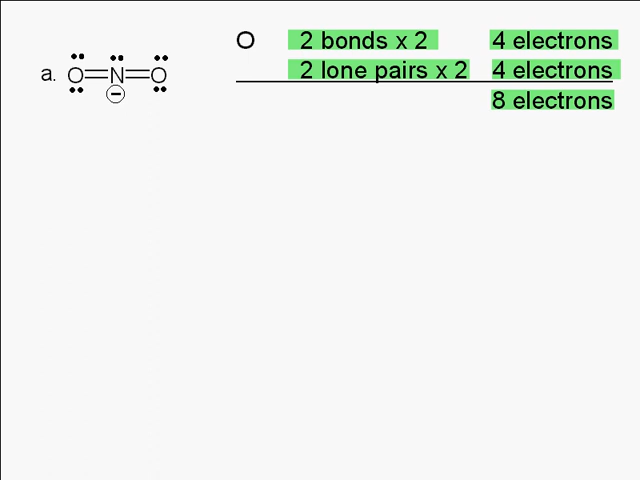 a. O=N=O
⊖
O 2 bonds x 2 4 electrons
2 lone pairs x 2 4 electrons
8 electrons